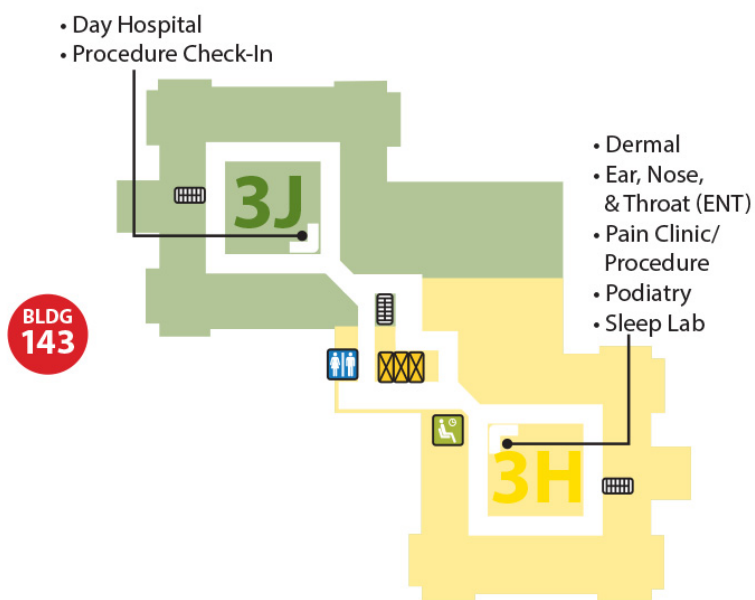 • Day Hospital
• Procedure Check-In
• Dermal
• Ear, Nose,
& Throat (ENT)
• Pain Clinic/
Procedure
• Podiatry
• Sleep Lab
3J
BLDG
143
3H